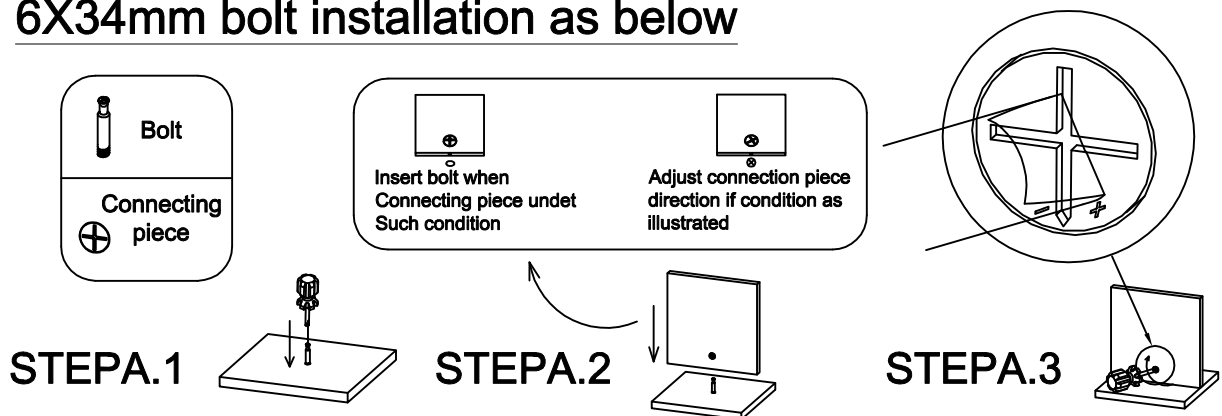 6X34mm bolt installation as below
Bolt
Connecting
piece
Insert bolt when
Connecting piece undet
Such condition
Adjust connection piece
direction if condition as
illustrated
STEPA.1
STEPA.2
STEPA.3